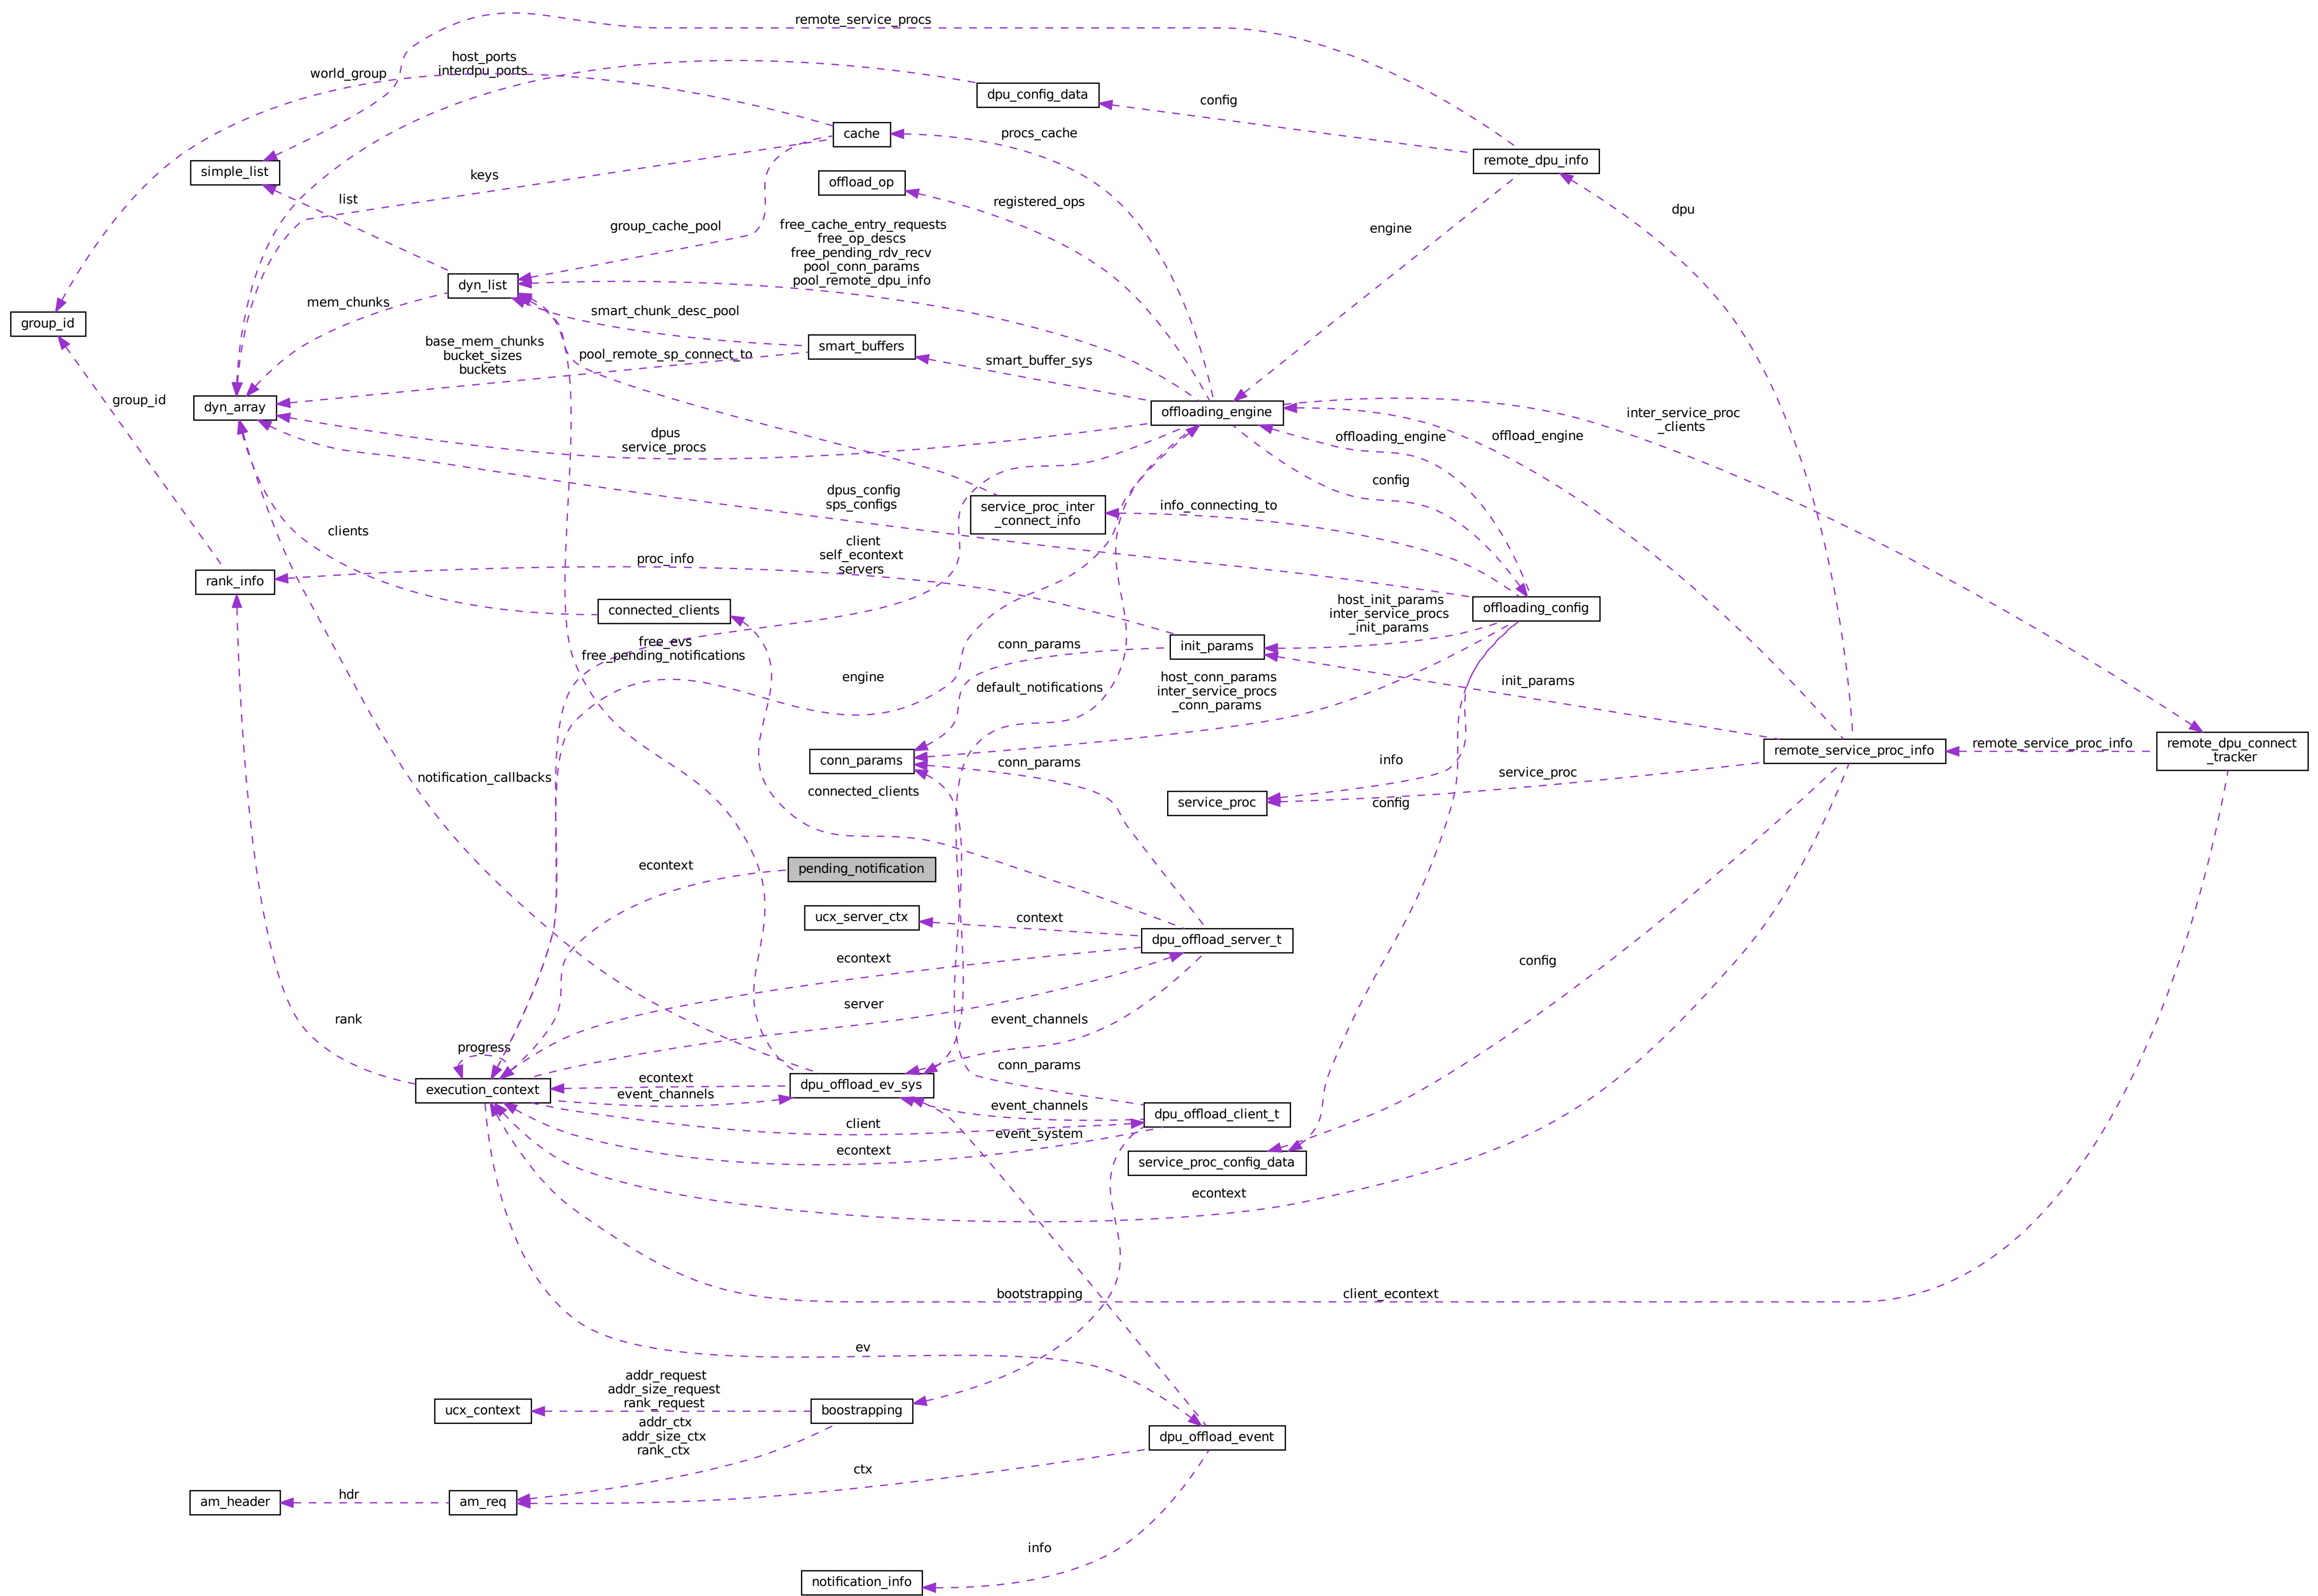 remote_service_procs
host_ports
interdpu_ports
world_group
dpu_config_data
config
cache
procs_cache
remote_dpu_info
simple_list
keys
offload_op
list
registered_ops
dpu
group_cache_pool
free_cache_entry_requests
free_op_descs
free_pending_rdv_recv
pool_conn_params
pool_remote_dpu_info
engine
dyn_list
mem_chunks
smart_chunk_desc_pool
group_id
base_mem_chunks
bucket_sizes
buckets
pool_remote_sp_connect_to
smart_buffers
smart_buffer_sys
group_id
dyn_array
offloading_engine
inter_service_proc
_clients
dpus
service_procs
offloading_engine
offload_engine
config
dpus_config
sps_configs
service_proc_inter
_connect_info
info_connecting_to
clients
client
self_econtext
servers
proc_info
rank_info
connected_clients
host_init_params
inter_service_procs
_init_params
offloading_config
free_evs
free_pending_notifications
conn_params
init_params
engine
default_notifications
host_conn_params
inter_service_procs
_conn_params
init_params
conn_params
conn_params
remote_service_proc_info
remote_service_proc_info
remote_dpu_connect
_tracker
notification_callbacks
connected_clients
info
service_proc
service_proc
config
econtext
pending_notification
ucx_server_ctx
context
dpu_offload_server_t
econtext
config
server
rank
event_channels
progress
execution_context
econtext
event_channels
dpu_offload_ev_sys
conn_params
event_channels
dpu_offload_client_t
client
event_system
econtext
service_proc_config_data
econtext
bootstrapping
client_econtext
ev
addr_request
addr_size_request
rank_request
ucx_context
boostrapping
addr_ctx
addr_size_ctx
rank_ctx
dpu_offload_event
ctx
am_header
hdr
am_req
info
notification_info